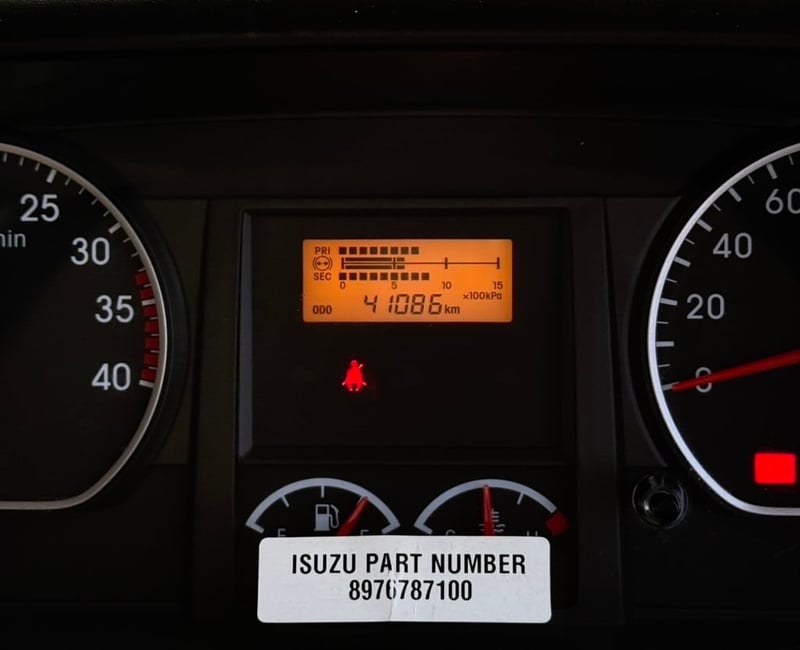 25
min
30
35
40
PRI
SEC
0 5 10 15
×100kPa
ODO 41086 km
60
40
20
0
E F
C H
ISUZU PART NUMBER
8976787100